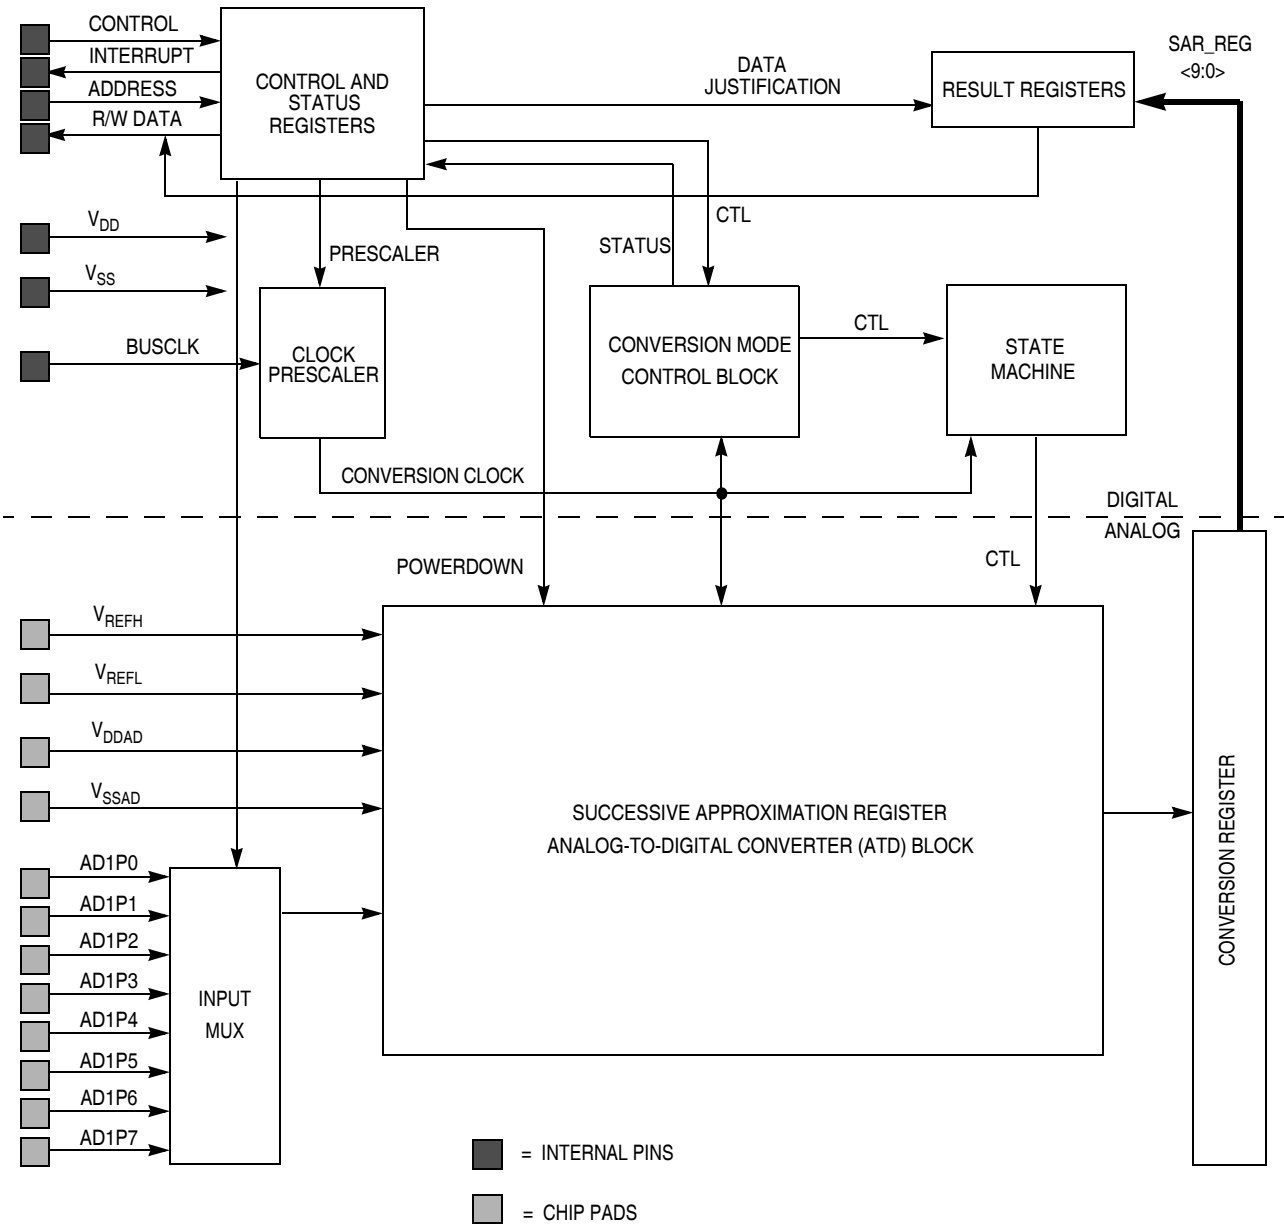 CONTROL
INTERRUPT
ADDRESS
R/W DATA
CONTROL AND
STATUS
REGISTERS
DATA
JUSTIFICATION
RESULT REGISTERS
SAR_REG
<9:0>
VDD
VSS
BUSCLK
PRESCALER
CLOCK
PRESCALER
STATUS
CTL
CONVERSION MODE
CONTROL BLOCK
CTL
STATE
MACHINE
CONVERSION CLOCK
DIGITAL
ANALOG
POWERDOWN
CTL
VREFH
VREFL
VDDAD
VSSAD
SUCCESSIVE APPROXIMATION REGISTER
ANALOG-TO-DIGITAL CONVERTER (ATD) BLOCK
CONVERSION REGISTER
AD1P0
AD1P1
AD1P2
AD1P3
AD1P4
AD1P5
AD1P6
AD1P7
INPUT
MUX
= INTERNAL PINS
= CHIP PADS